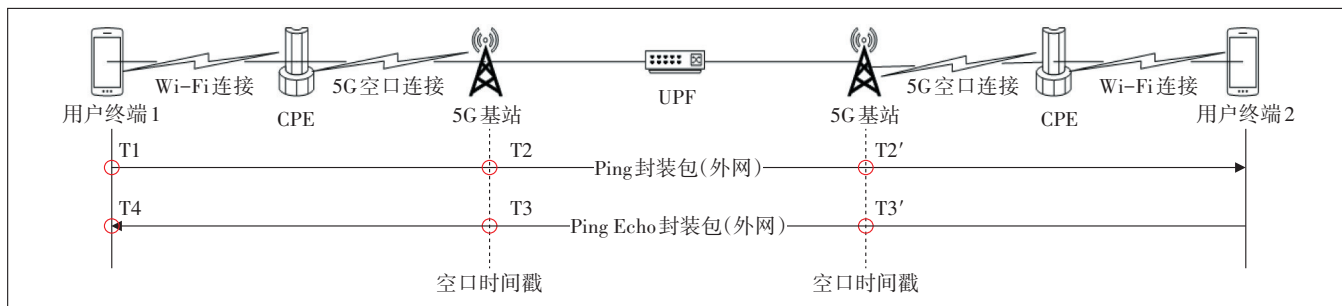 Wi-Fi连接
5G空口连接
5G空口连接
Wi-Fi连接
用户终端1
CPE
5G基站
UPF
5G基站
CPE
用户终端2
T1
T2
Ping封装包(外网)
T2′
T4
T3
Ping Echo封装包(外网)
T3′
空口时间戳
空口时间戳